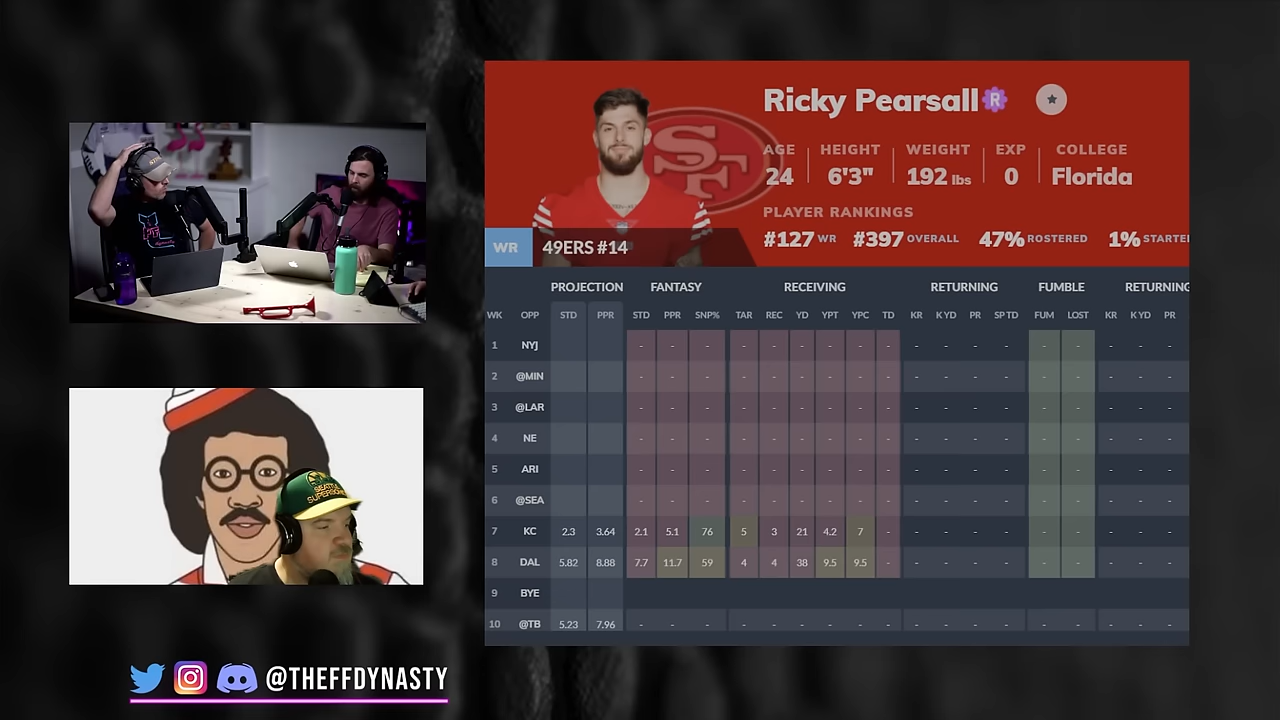 Ricky Pearsall R
AGE HEIGHT WEIGHT EXP COLLEGE
24 6'3" 192 lbs 0 Florida
PLAYER RANKINGS
#127 WR #397 OVERALL 47% ROSTERED 1% STARTE
SF
WR 49ERS #14
PROJECTION FANTASY RECEIVING RETURNING FUMBLE RETURNING
WK OPP STD PPR STD PPR SNP% TAR REC YD YPT YPC TD KR K YD PR SP TD FUM LOST KR K YD PR
1 NYJ - - - - - - - - - - - - - - - - - -
2 @MIN - - - - - - - - - - - - - - - - - -
3 @LAR - - - - - - - - - - - - - - - - - -
4 NE - - - - - - - - - - - - - - - - - -
5 ARI - - - - - - - - - - - - - - - - - -
6 @SEA - - - - - - - - - - - - - - - - - -
7 KC 2.3 3.64 2.1 5.1 76 5 3 21 4.2 7 - - - - - - - - - -
8 DAL 5.82 8.88 7.7 11.7 59 4 4 38 9.5 9.5 - - - - - - - - - -
9 BYE
10 @TB 5.23 7.96 - - - - - - - - - - - - - - - - - -
SEATTLE
SUPERSONICS
@THEFFDYNASTY